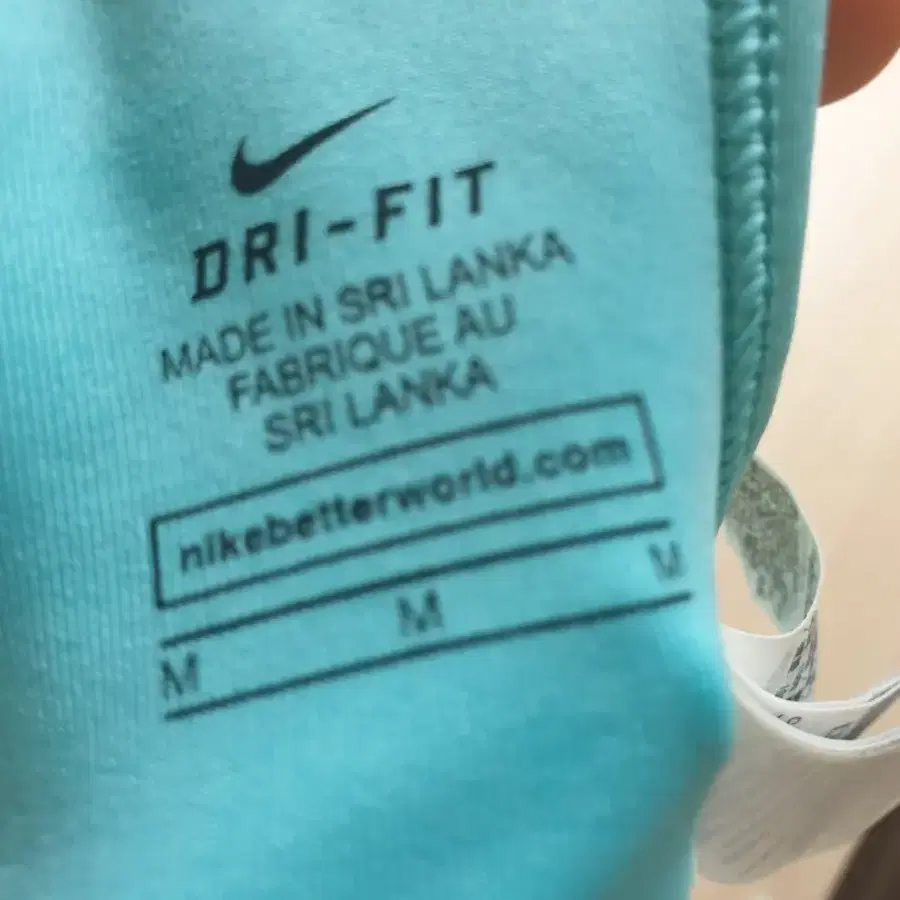 DRI-FIT
MADE IN SRI LANKA
FABRIQUE AU
SRI LANKA
nikebetterworld.com
M M M